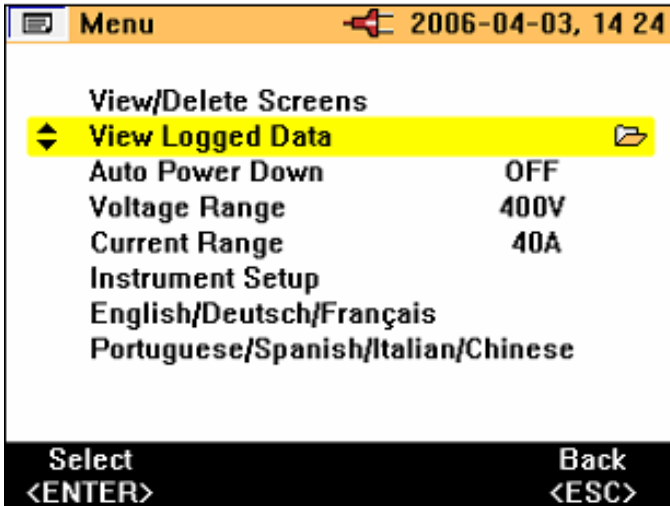 Menu 2006-04-03, 14 24
View/Delete Screens
View Logged Data
Auto Power Down OFF
Voltage Range 400V
Current Range 40A
Instrument Setup
English/Deutsch/Français
Portuguese/Spanish/Italian/Chinese
Select Back
<ENTER> <ESC>